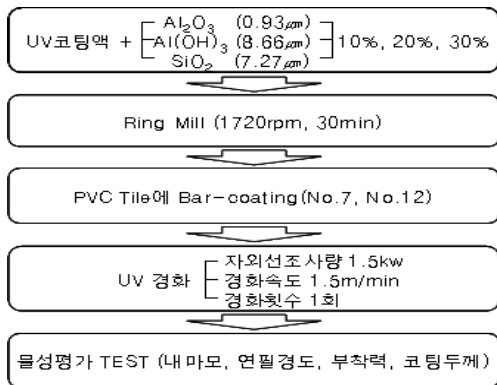 Al₂O₃ (0.93㎛)
UV코팅액 + Al(OH)₃ (8.66㎛) 10%, 20%, 30%
SiO₂ (7.27㎛)
Ring Mill (1720rpm, 30min)
PVC Tile에 Bar-coating(No.7, No.12)
자외선조사량 1.5kw
UV 경화 경화속도 1.5m/min
경화횟수 1회
물성평가 TEST (내마모, 연필경도, 부착력, 코팅두께)